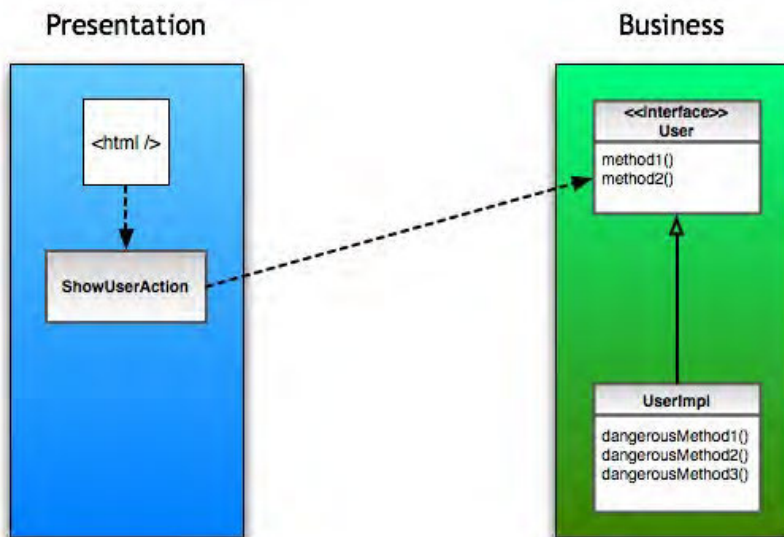 Presentation
Business
<html />
ShowUserAction
<<interface>>
User
method1()
method2()
UserImpl
dangerousMethod1()
dangerousMethod2()
dangerousMethod3()